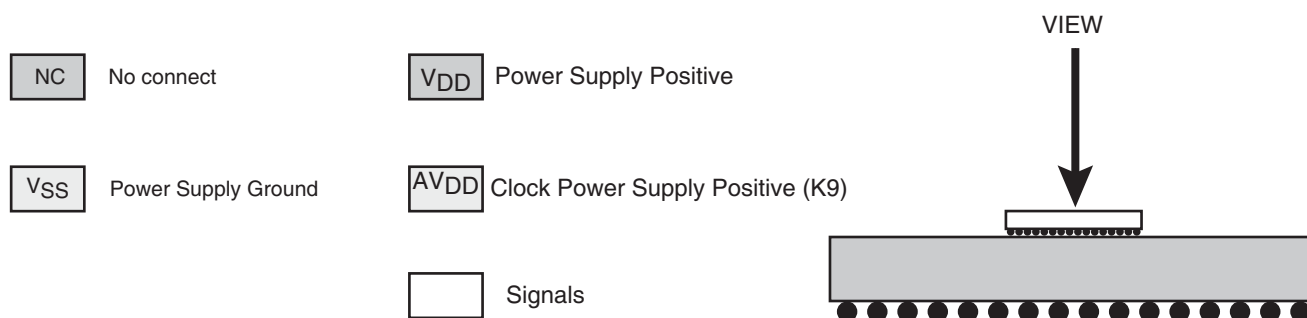 VIEW
NC No connect
VDD Power Supply Positive
VSS Power Supply Ground
AVDD Clock Power Supply Positive (K9)
Signals